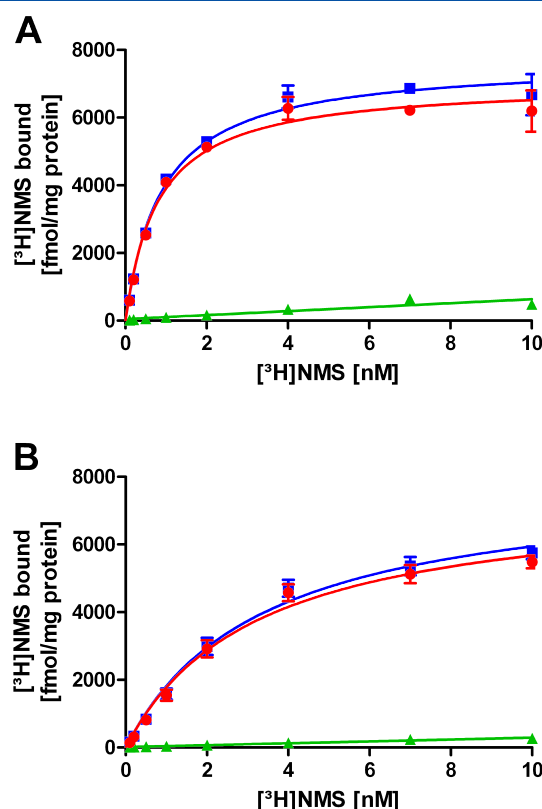 A
8000
6000
4000
2000
0
[³H]NMS bound
[fmol/mg protein]
0 2 4 6 8 10
[³H]NMS [nM]
B
8000
6000
4000
2000
0
[³H]NMS bound
[fmol/mg protein]
0 2 4 6 8 10
[³H]NMS [nM]